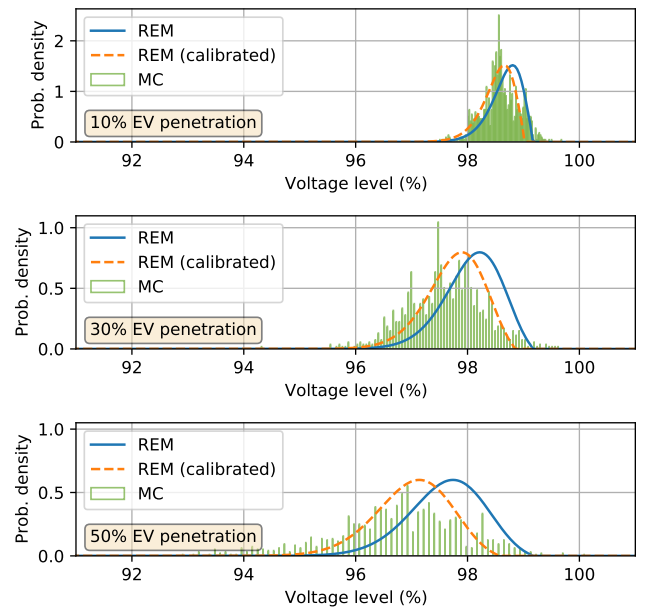 Prob. density
2
1
0
REM
REM (calibrated)
MC
10% EV penetration
92
94
96
98
100
Voltage level (%)
Prob. density
1.0
0.5
0.0
REM
REM (calibrated)
MC
30% EV penetration
92
94
96
98
100
Voltage level (%)
Prob. density
1.0
0.5
0.0
REM
REM (calibrated)
MC
50% EV penetration
92
94
96
98
100
Voltage level (%)